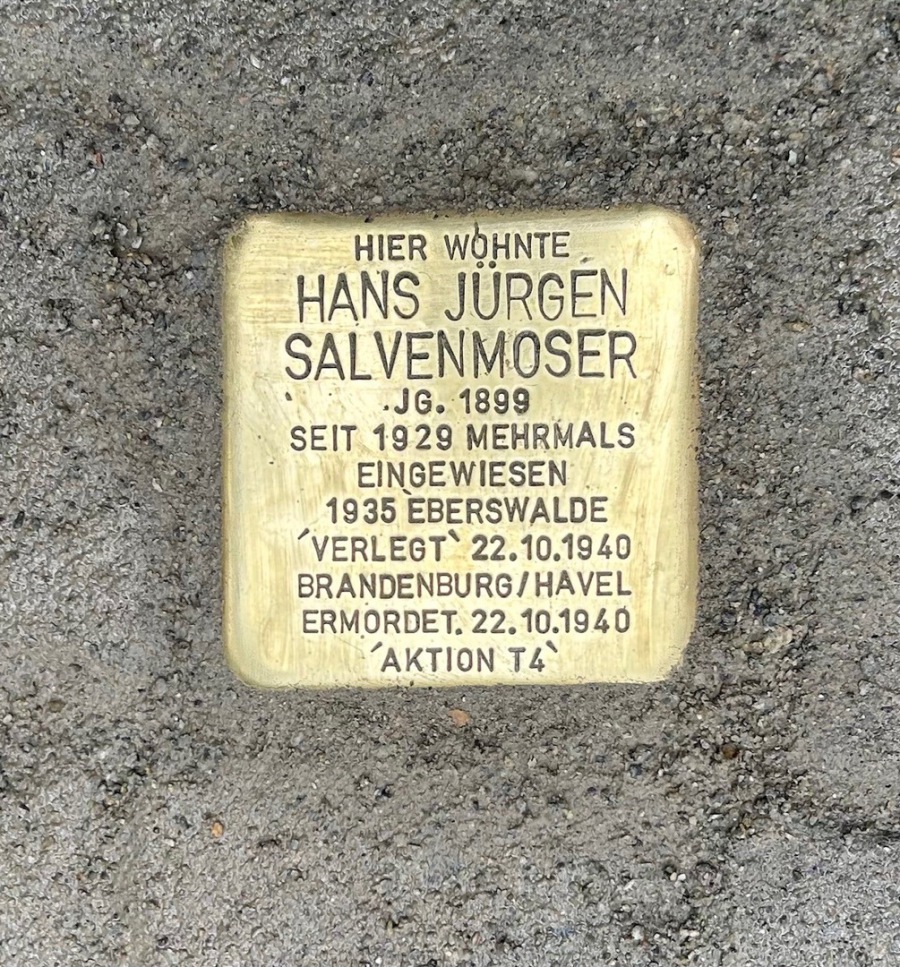 HIER WOHNTE
HANS JÜRGEN
SALVENMOSER
JG. 1899
SEIT 1929 MEHRMALS
EINGEWIESEN
1935 EBERSWALDE
´VERLEGT` 22.10.1940
BRANDENBURG/HAVEL
ERMORDET. 22.10.1940
´AKTION T4`